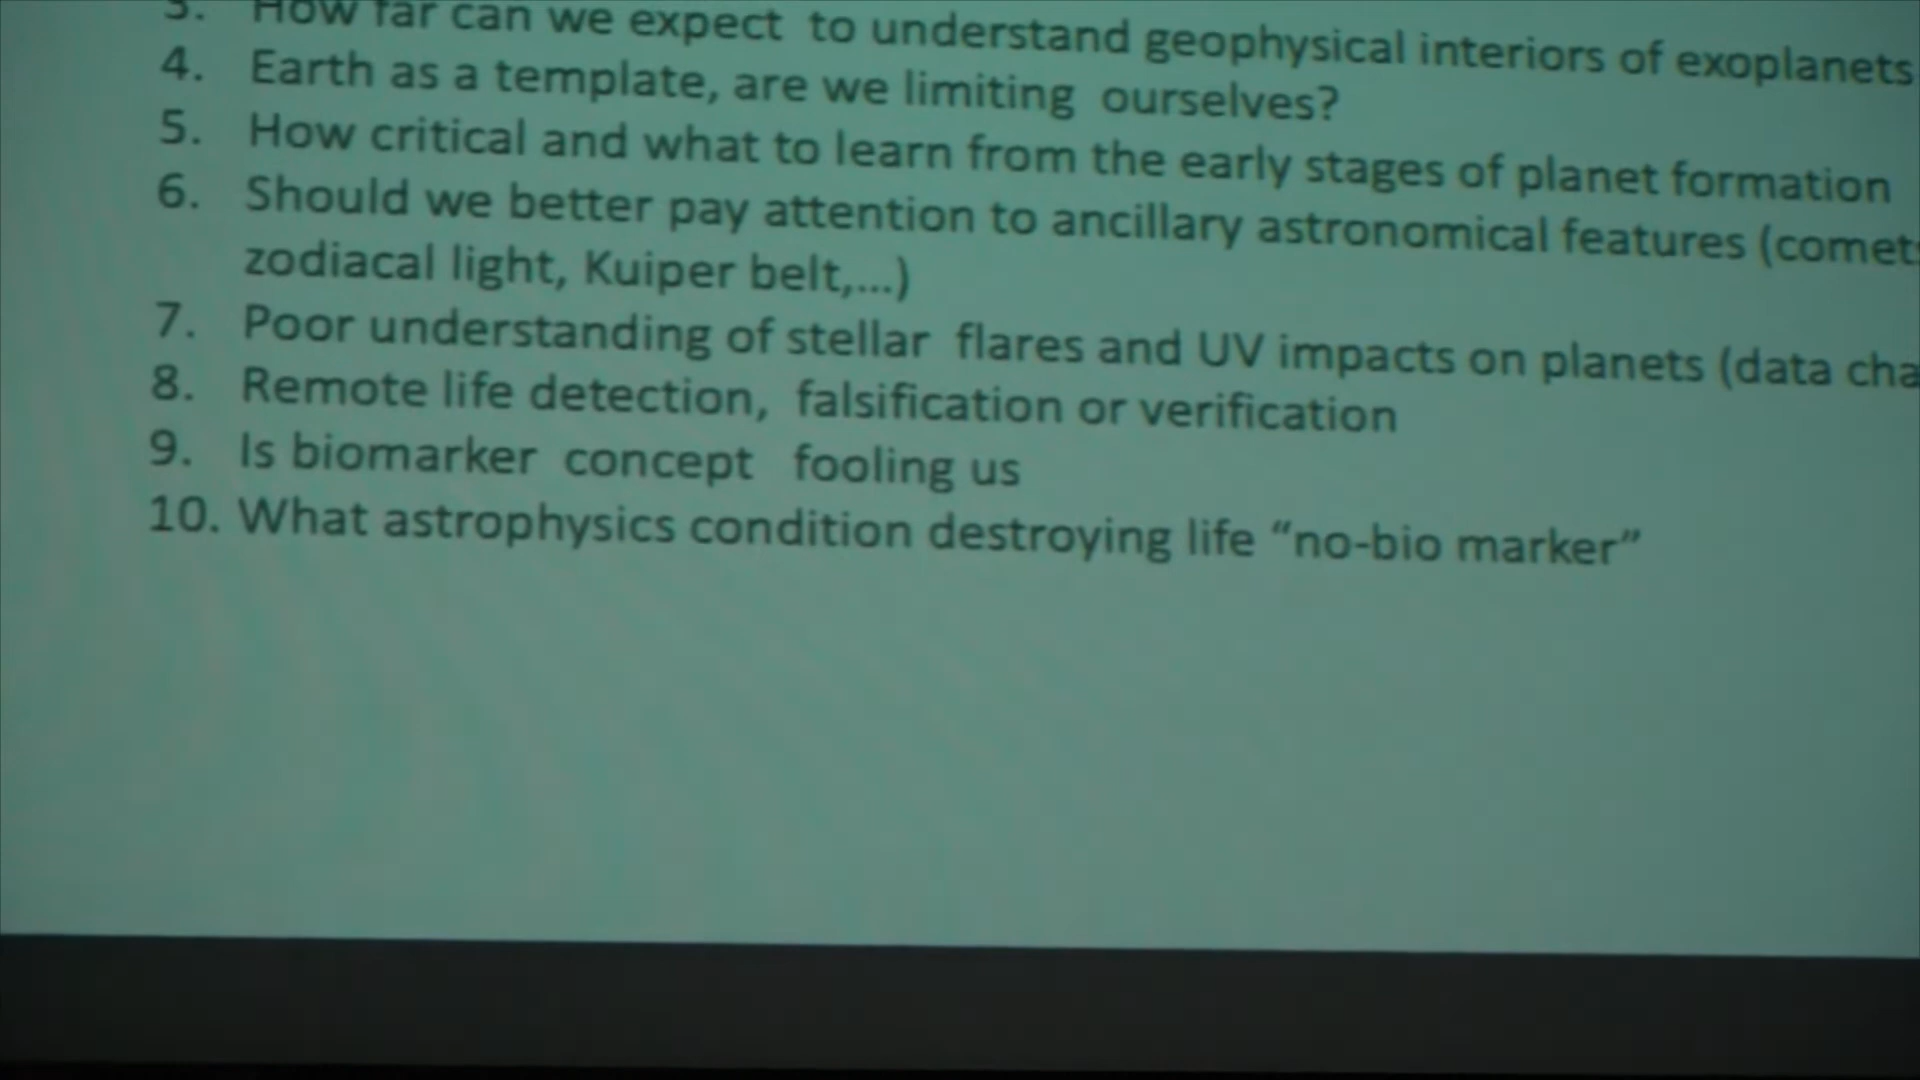 3. How far can we expect to understand geophysical interiors of exoplanets
4. Earth as a template, are we limiting ourselves?
5. How critical and what to learn from the early stages of planet formation
6. Should we better pay attention to ancillary astronomical features (comets
zodiacal light, Kuiper belt,...)
7. Poor understanding of stellar flares and UV impacts on planets (data cha
8. Remote life detection, falsification or verification
9. Is biomarker concept fooling us
10. What astrophysics condition destroying life “no-bio marker”